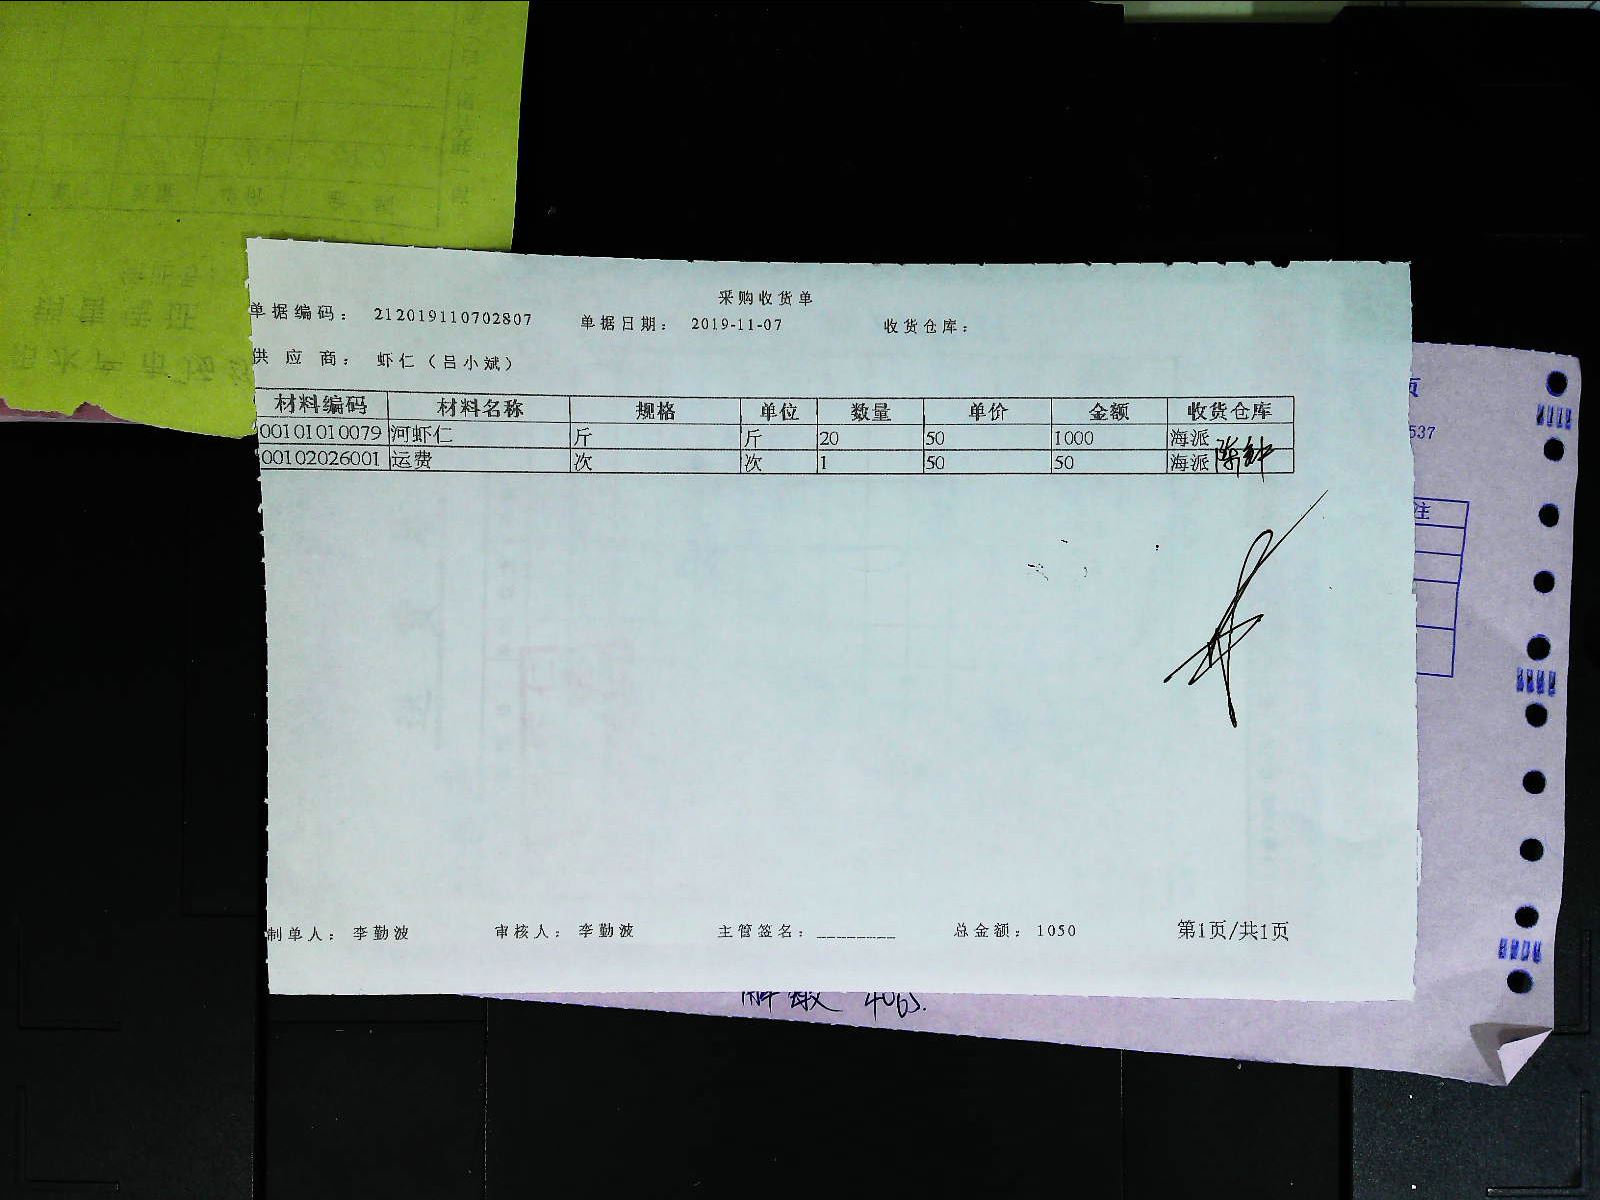 采购收货单
单据编码: 212019110702807 单据日期: 2019-11-07 收货仓库:
供应商: 虾仁(吕小斌)
材料编码 材料名称 规格 单位 数量 单价 金额 收货仓库
00101010079 河虾仁 斤 斤 20 50 1000 海派
00102026001 运费 次 次 1 50 50 海派
制单人: 李勤波 审核人: 李勤波 主管签名: ________ 总金额: 1050 第1页/共1页
页
537
注